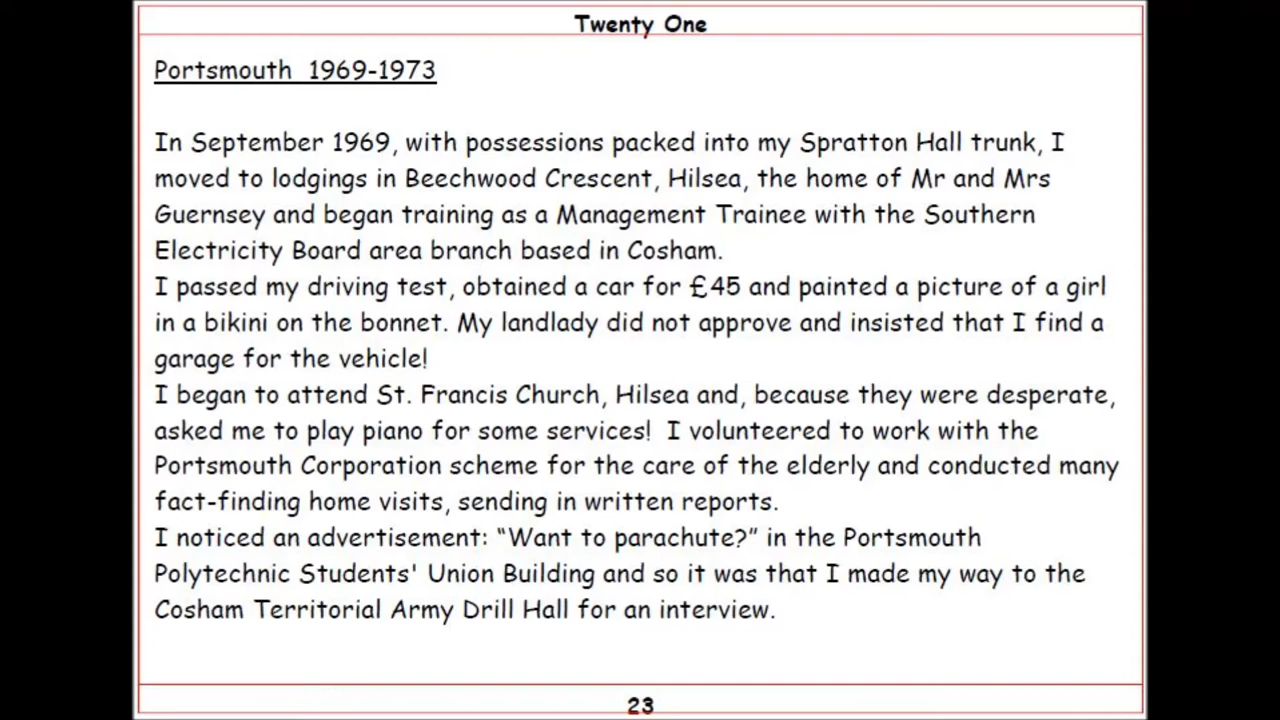 Twenty One
Portsmouth  1969-1973
In September 1969, with possessions packed into my Spratton Hall trunk, I
moved to lodgings in Beechwood Crescent, Hilsea, the home of Mr and Mrs
Guernsey and began training as a Management Trainee with the Southern
Electricity Board area branch based in Cosham.
I passed my driving test, obtained a car for £45 and painted a picture of a girl
in a bikini on the bonnet. My landlady did not approve and insisted that I find a
garage for the vehicle!
I began to attend St. Francis Church, Hilsea and, because they were desperate,
asked me to play piano for some services!  I volunteered to work with the
Portsmouth Corporation scheme for the care of the elderly and conducted many
fact-finding home visits, sending in written reports.
I noticed an advertisement: “Want to parachute?” in the Portsmouth
Polytechnic Students' Union Building and so it was that I made my way to the
Cosham Territorial Army Drill Hall for an interview.
23